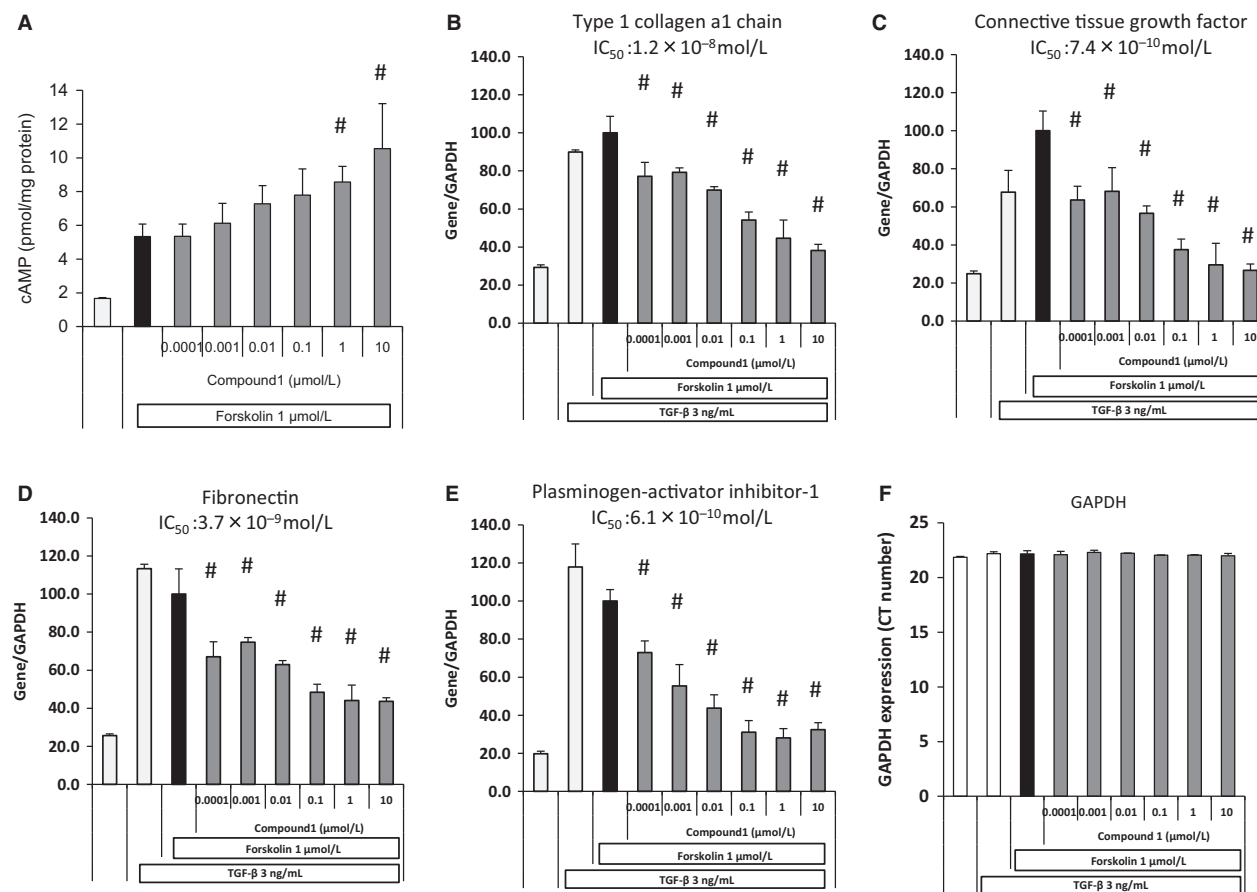 A
cAMP (pmol/mg protein)
14
12
10
8
6
4
2
0
#
#
0.0001 0.001 0.01 0.1 1 10
Compound1 (µmol/L)
Forskolin 1 µmol/L
B
Type 1 collagen a1 chain
IC50 :1.2 × 10–8 mol/L
Gene/GAPDH
120.0
100.0
80.0
60.0
40.0
20.0
0.0
# # # # # #
0.0001 0.001 0.01 0.1 1 10
Compound1 (µmol/L)
Forskolin 1 µmol/L
TGF-β 3 ng/mL
C
Connective tissue growth factor
IC50 :7.4 × 10–10 mol/L
Gene/GAPDH
120.0
100.0
80.0
60.0
40.0
20.0
0.0
# # # # # #
0.0001 0.001 0.01 0.1 1 10
Compound1 (µmol/L)
Forskolin 1 µmol/L
TGF-β 3 ng/mL
D
Fibronectin
IC50 :3.7 × 10–9 mol/L
Gene/GAPDH
140.0
120.0
100.0
80.0
60.0
40.0
20.0
0.0
# # # # # #
0.0001 0.001 0.01 0.1 1 10
Compound1 (µmol/L)
Forskolin 1 µmol/L
TGF-β 3 ng/mL
E
Plasminogen-activator inhibitor-1
IC50 :6.1 × 10–10 mol/L
Gene/GAPDH
140.0
120.0
100.0
80.0
60.0
40.0
20.0
0.0
# # # # # #
0.0001 0.001 0.01 0.1 1 10
Compound1 (µmol/L)
Forskolin 1 µmol/L
TGF-β 3 ng/mL
F
GAPDH
GAPDH expression (CT number)
25
20
15
10
5
0
0.0001 0.001 0.01 0.1 1 10
Compound 1 (µmol/L)
Forskolin 1 µmol/L
TGF-β 3 ng/mL